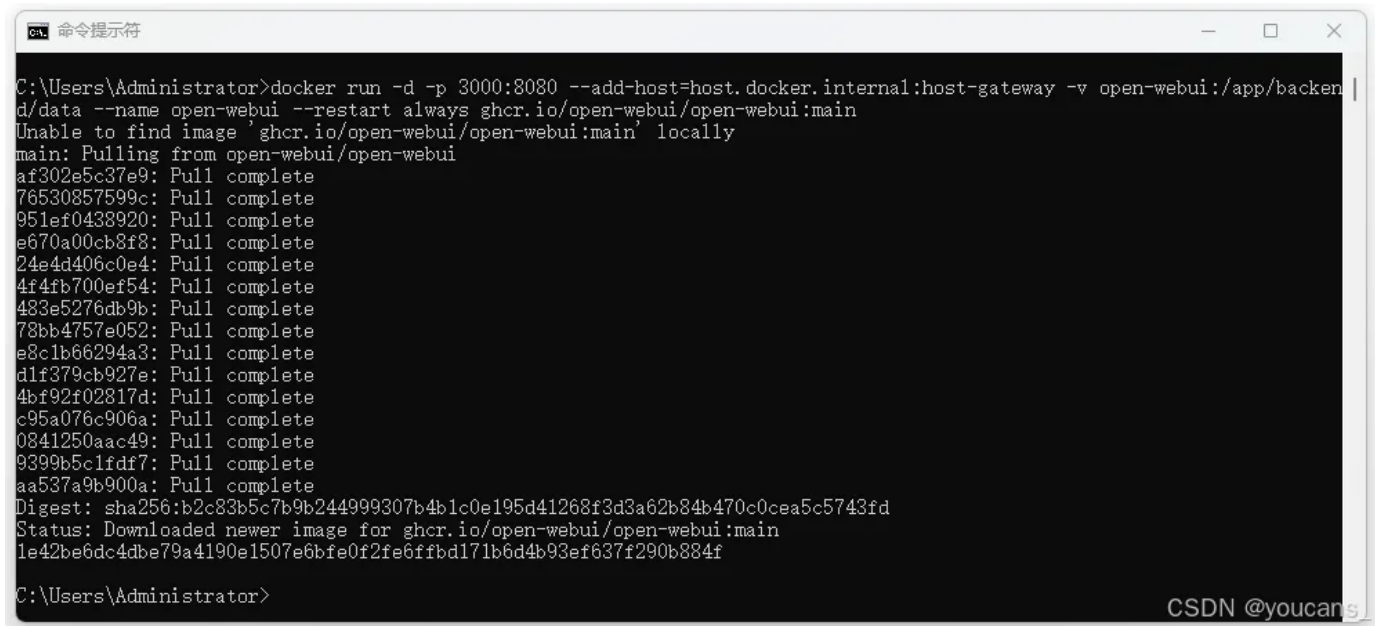 命令提示符
C:\Users\Administrator>docker run -d -p 3000:8080 --add-host=host.docker.internal:host-gateway -v open-webui:/app/backen
d/data --name open-webui --restart always ghcr.io/open-webui/open-webui:main
Unable to find image 'ghcr.io/open-webui/open-webui:main' locally
main: Pulling from open-webui/open-webui
af302e5c37e9: Pull complete
76530857599c: Pull complete
951ef0438920: Pull complete
e670a00cb8f8: Pull complete
24e4d406c0e4: Pull complete
4f4fb700ef54: Pull complete
483e5276db9b: Pull complete
78bb4757e052: Pull complete
e8c1b66294a3: Pull complete
d1f379cb927e: Pull complete
4bf92f02817d: Pull complete
c95a076c906a: Pull complete
0841250aac49: Pull complete
9399b5c1fdf7: Pull complete
aa537a9b900a: Pull complete
Digest: sha256:b2c83b5c7b9b244999307b4b1c0e195d41268f3d3a62b84b470c0cea5c5743fd
Status: Downloaded newer image for ghcr.io/open-webui/open-webui:main
1e42be6dc4dbe79a4190e1507e6bfe0f2fe6ffbd171b6d4b93ef637f290b884f
C:\Users\Administrator>
CSDN @youcans_